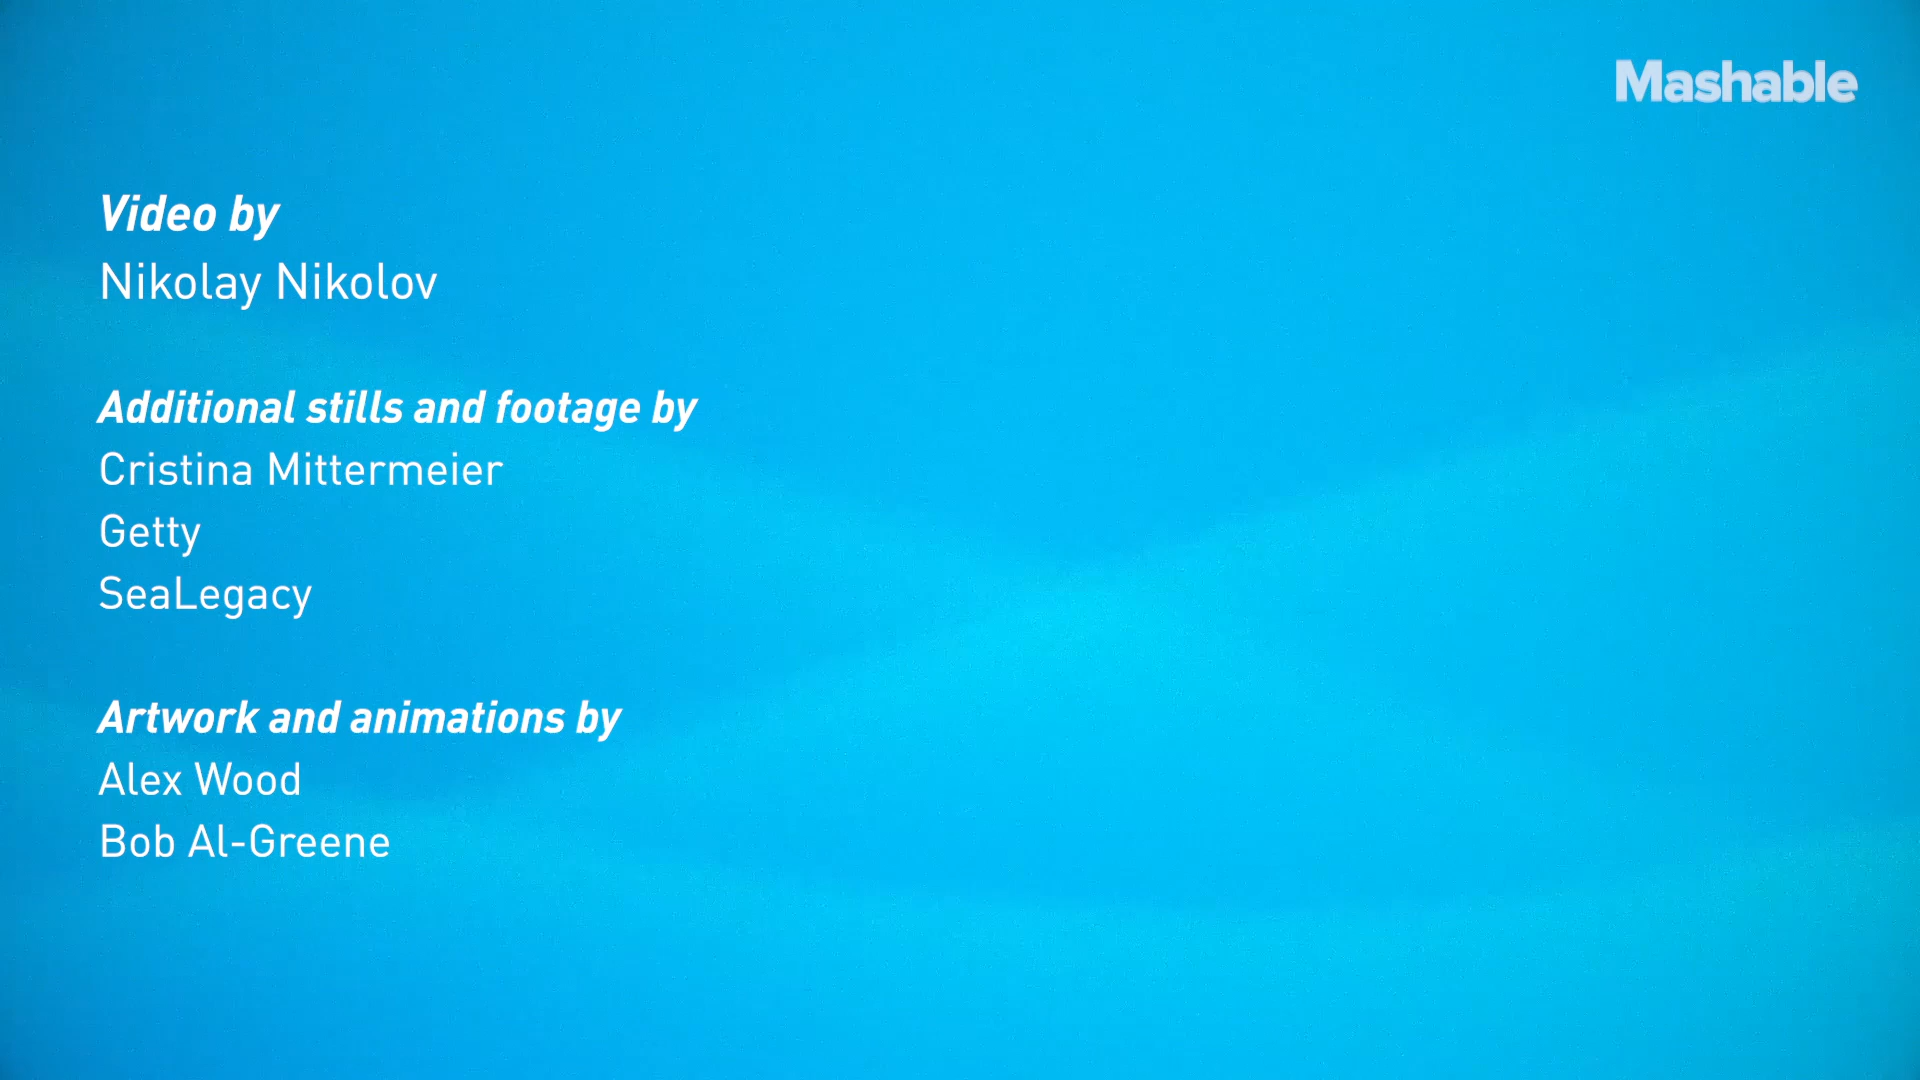 Mashable
Video by
Nikolay Nikolov
Additional stills and footage by
Cristina Mittermeier
Getty
SeaLegacy
Artwork and animations by
Alex Wood
Bob Al-Greene